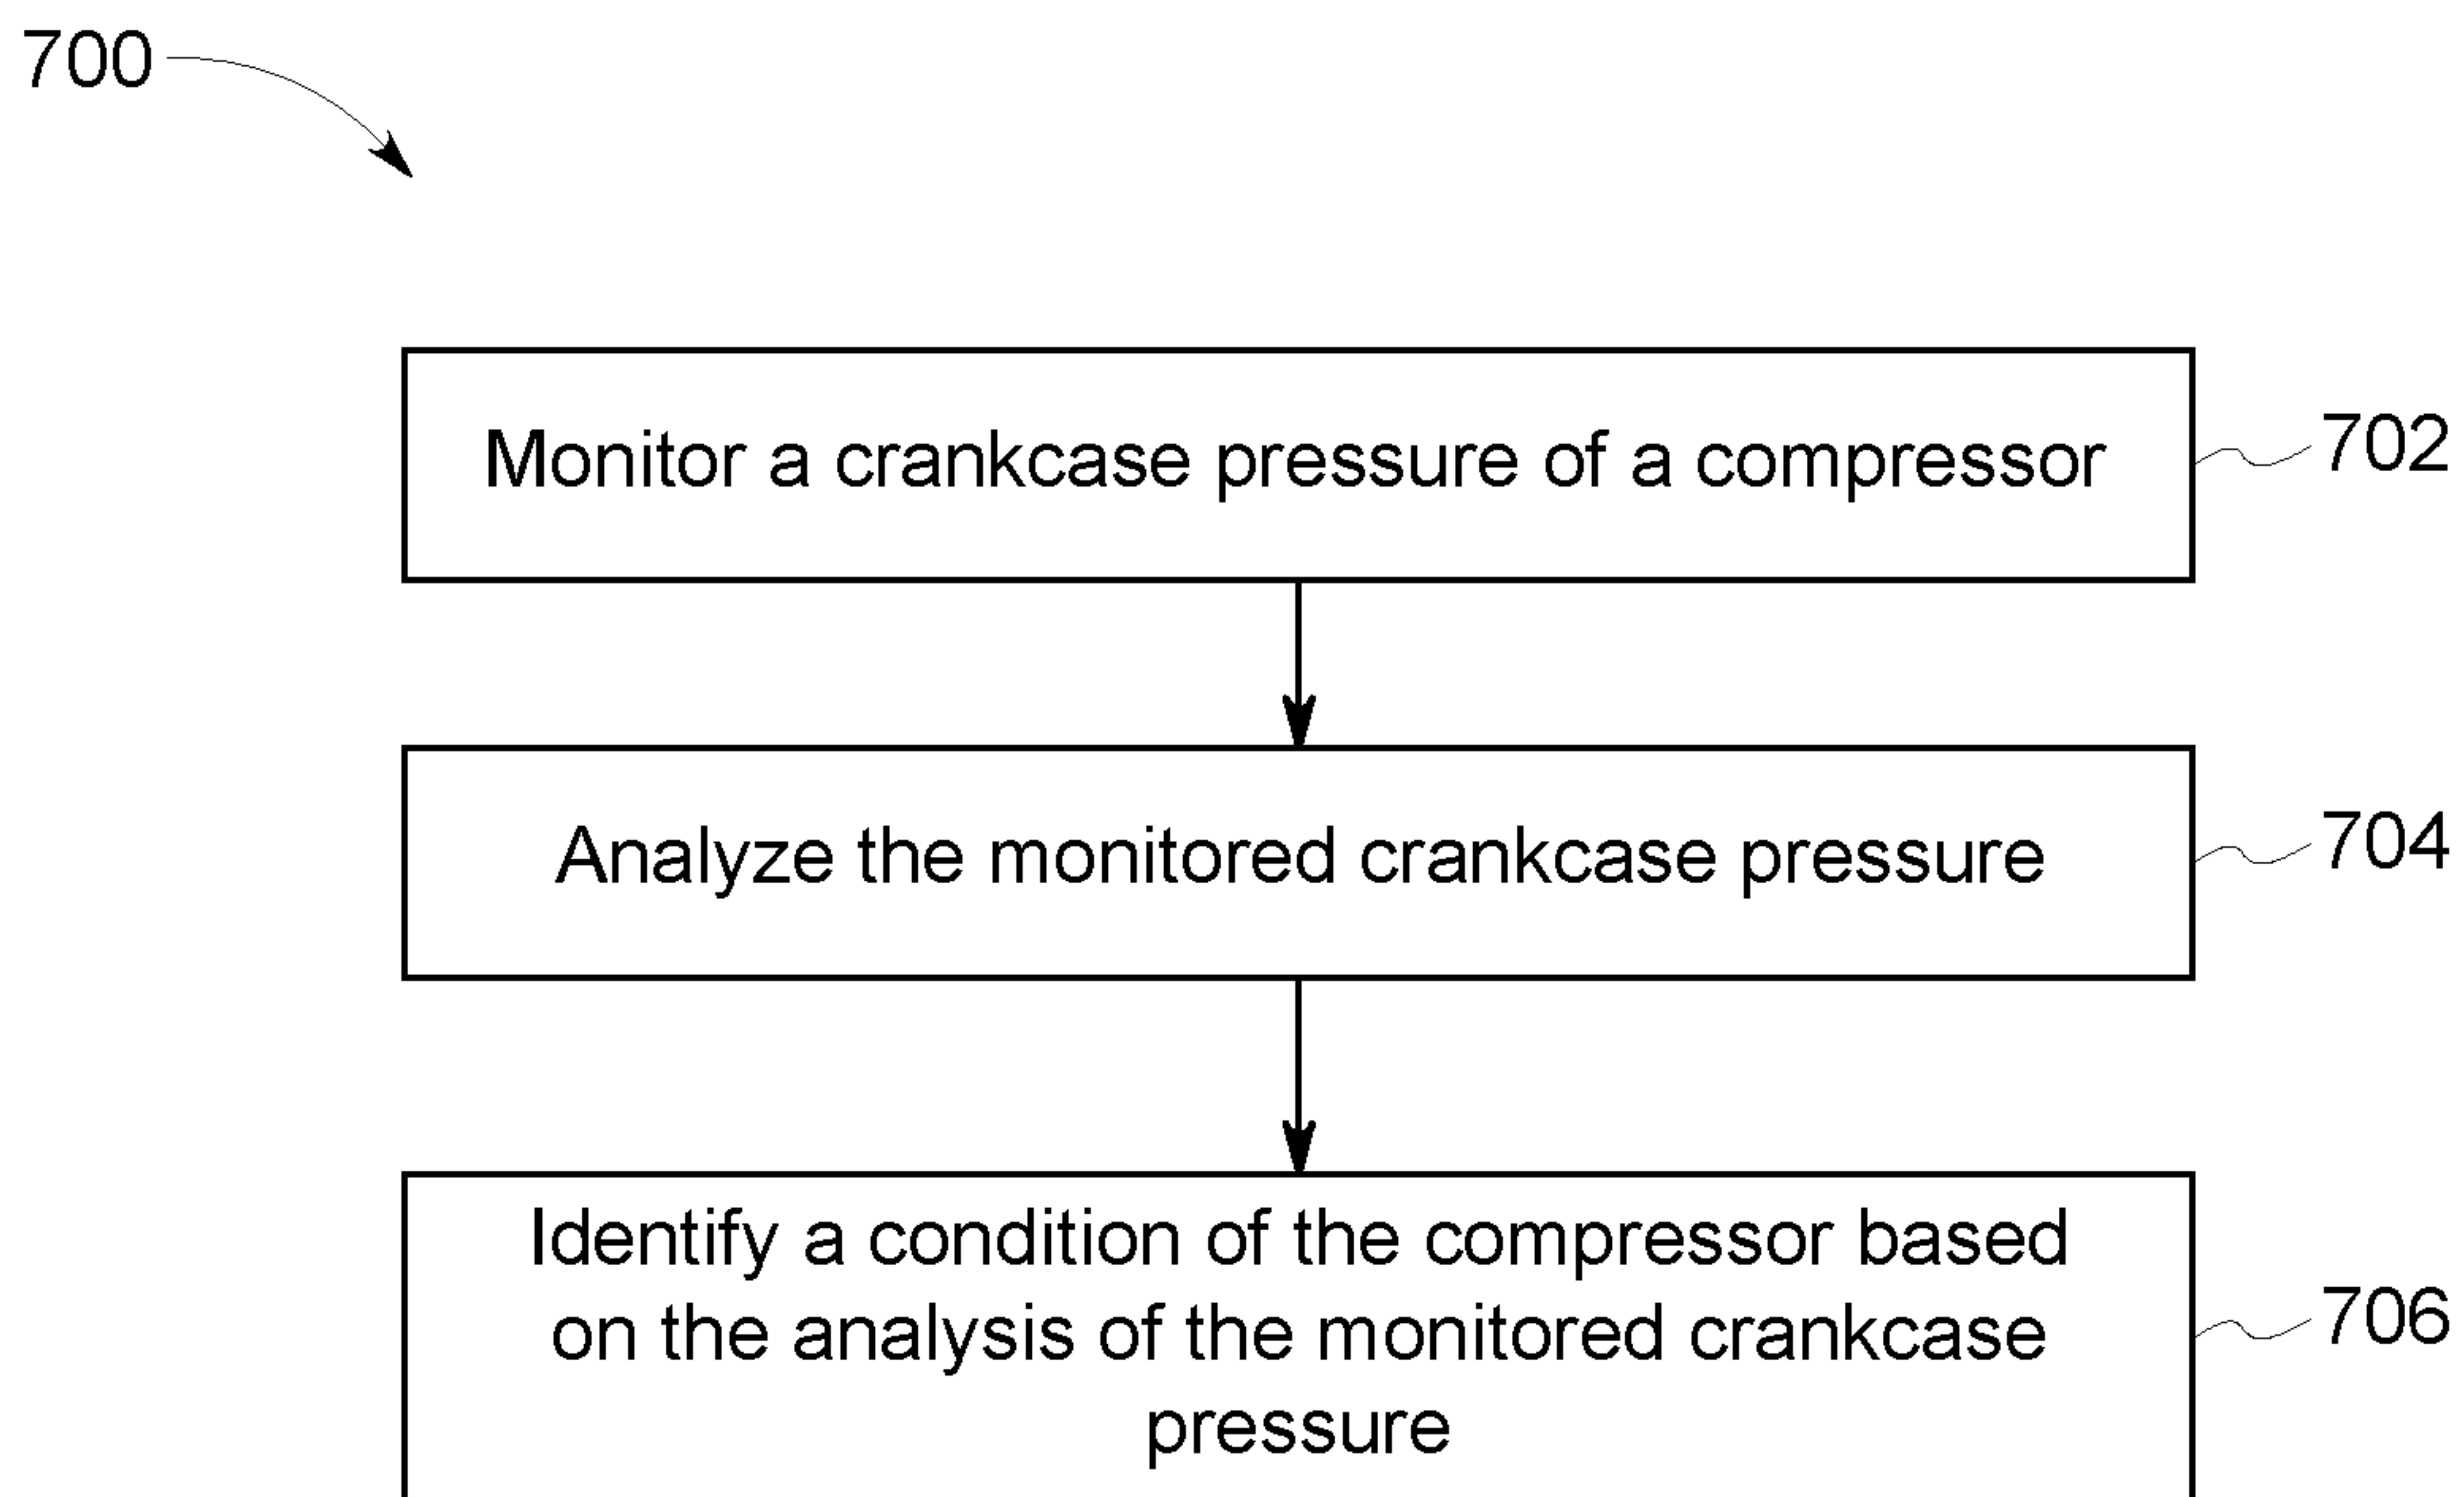 700
Monitor a crankcase pressure of a compressor
702
Analyze the monitored crankcase pressure
704
Identify a condition of the compressor based
on the analysis of the monitored crankcase
pressure
706